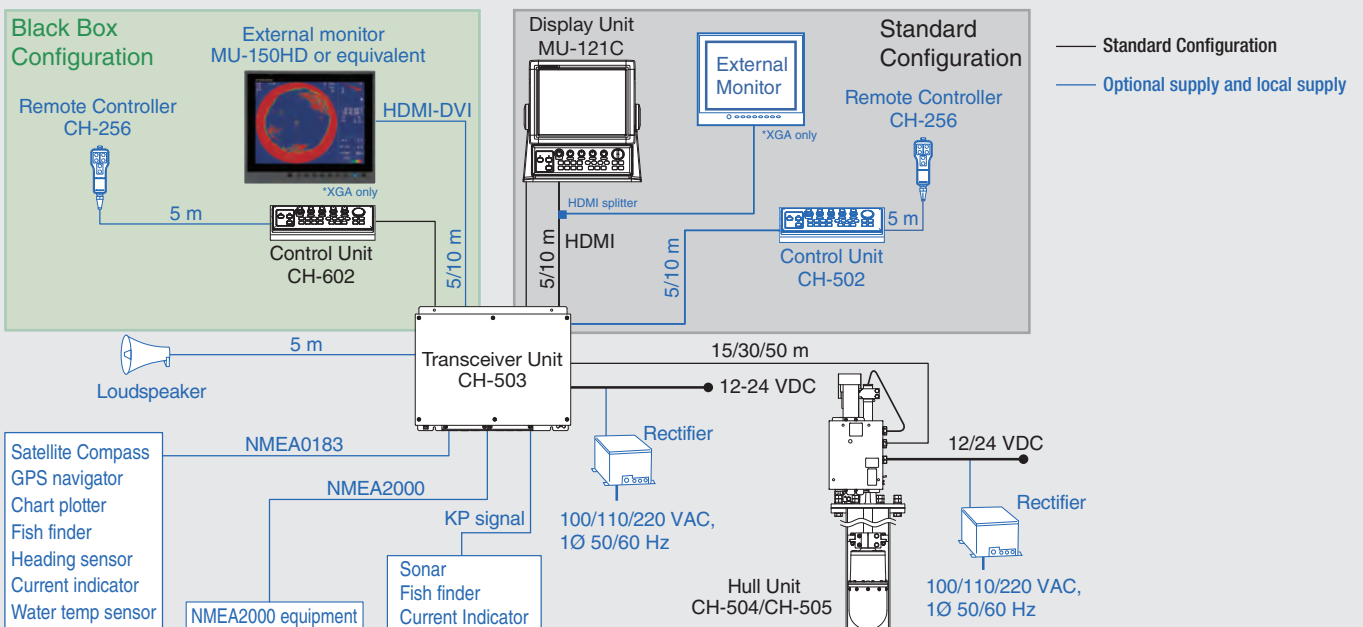 Black Box
Configuration
External monitor
MU-150HD or equivalent
Remote Controller
CH-256
HDMI-DVI
*XGA only
5 m
Control Unit
CH-602
5/10 m
Display Unit
MU-121C
External
Monitor
*XGA only
Standard
Configuration
Remote Controller
CH-256
HDMI splitter
HDMI
5/10 m
5/10 m
5 m
Control Unit
CH-502
Standard Configuration
Optional supply and local supply
5 m
Loudspeaker
Transceiver Unit
CH-503
15/30/50 m
12-24 VDC
Rectifier
100/110/220 VAC,
1Ø 50/60 Hz
12/24 VDC
Rectifier
100/110/220 VAC,
1Ø 50/60 Hz
Hull Unit
CH-504/CH-505
NMEA0183
Satellite Compass
GPS navigator
Chart plotter
Fish finder
Heading sensor
Current indicator
Water temp sensor
NMEA2000
NMEA2000 equipment
KP signal
Sonar
Fish finder
Current Indicator